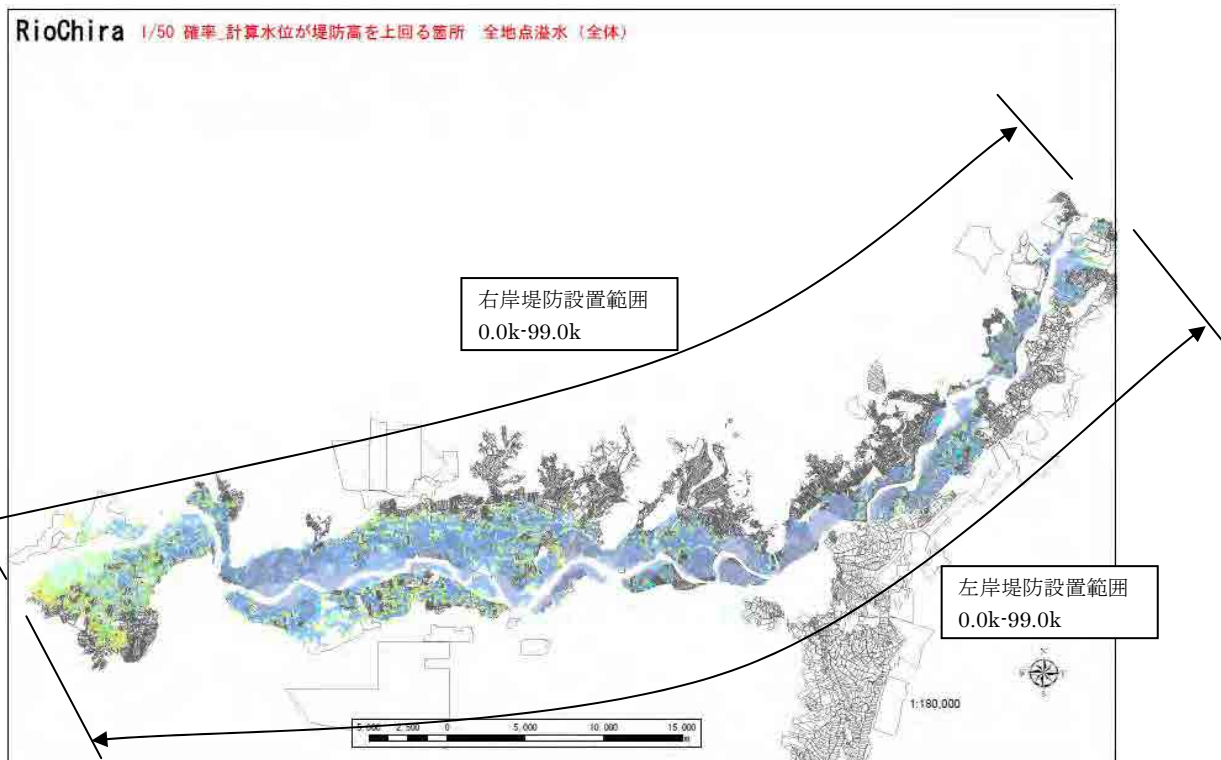 RioChira 1/50 確率_計算水位が堤防高を上回る箇所 全地点溢水 (全体)
右岸堤防設置範囲
0.0k-99.0k
左岸堤防設置範囲
0.0k-99.0k
N
S
1:180,000
5,000 2,500 0 5,000 10,000 15,000
m